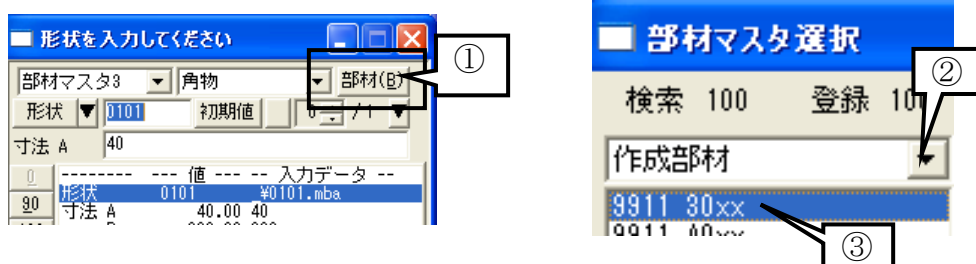 形状を入力してください
①
部材マスタ3 角物 部材(B)
形状 0101 初期値 0 / 1
寸法 A 40
0 -------- --- 値 --- -- 入力データ --
形状 0101 _¥0101.mba
90 寸法 A 40.00 40
部材マスタ選択
②
検索 100 登録
作成部材
9911 30xx
③